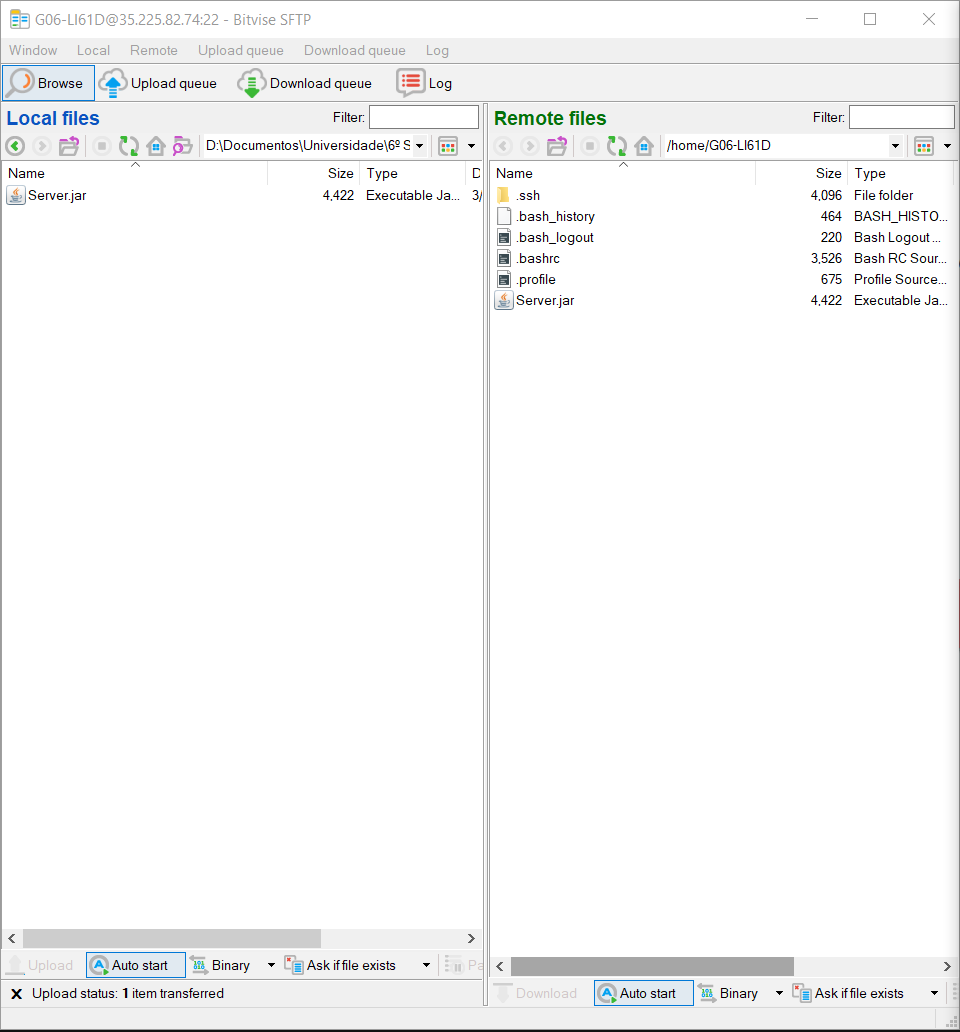 G06-LI61D@35.225.82.74:22 - Bitvise SFTP
Window Local Remote Upload queue Download queue Log
Browse Upload queue Download queue Log
Local files Filter:
D:\Documentos\Universidade\6º S
Name Size Type D
Server.jar 4,422 Executable Ja... 3/
Upload Auto start Binary Ask if file exists Pa
X Upload status: 1 item transferred
Remote files Filter:
/home/G06-LI61D
Name Size Type
.ssh 4,096 File folder
.bash_history 464 BASH_HISTO...
.bash_logout 220 Bash Logout ...
.bashrc 3,526 Bash RC Sour...
.profile 675 Profile Source...
Server.jar 4,422 Executable Ja...
Download Auto start Binary Ask if file exists